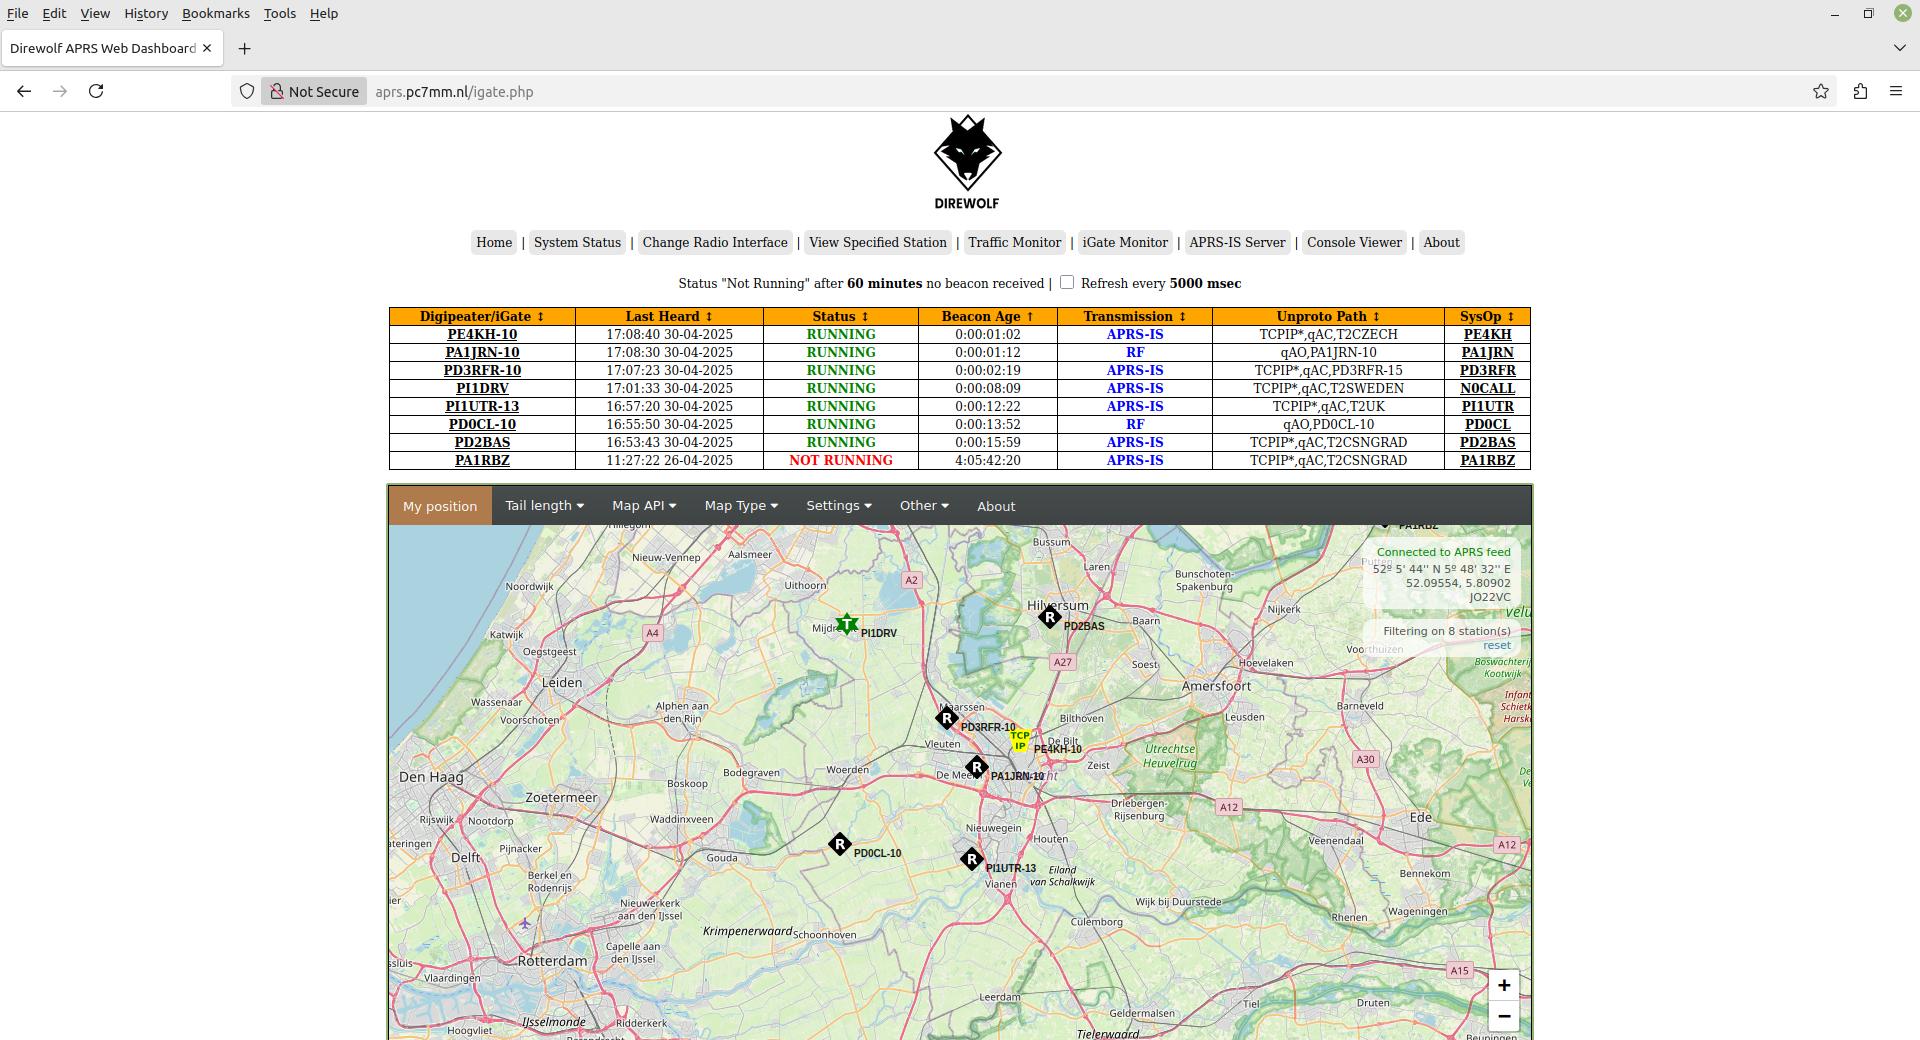 File Edit View History Bookmarks Tools Help
Direwolf APRS Web Dashboard
Not Secure aprs.pc7mm.nl/igate.php
DIREWOLF
Home | System Status | Change Radio Interface | View Specified Station | Traffic Monitor | iGate Monitor | APRS-IS Server | Console Viewer | About
Status "Not Running" after 60 minutes no beacon received | Refresh every 5000 msec
Digipeater/iGate ↕ Last Heard ↕ Status ↕ Beacon Age ↑ Transmission ↕ Unproto Path ↕ SysOp ↕
PE4KH-10 17:08:40 30-04-2025 RUNNING 0:00:01:02 APRS-IS TCPIP*,qAC,T2CZECH PE4KH
PA1JRN-10 17:08:30 30-04-2025 RUNNING 0:00:01:12 RF qAO,PA1JRN-10 PA1JRN
PD3RFR-10 17:07:23 30-04-2025 RUNNING 0:00:02:19 APRS-IS TCPIP*,qAC,PD3RFR-15 PD3RFR
PI1DRV 17:01:33 30-04-2025 RUNNING 0:00:08:09 APRS-IS TCPIP*,qAC,T2SWEDEN N0CALL
PI1UTR-13 16:57:20 30-04-2025 RUNNING 0:00:12:22 APRS-IS TCPIP*,qAC,T2UK PI1UTR
PD0CL-10 16:55:50 30-04-2025 RUNNING 0:00:13:52 RF qAO,PD0CL-10 PD0CL
PD2BAS 16:53:43 30-04-2025 RUNNING 0:00:15:59 APRS-IS TCPIP*,qAC,T2CSNGRAD PD2BAS
PA1RBZ 11:27:22 26-04-2025 NOT RUNNING 4:05:42:20 APRS-IS TCPIP*,qAC,T2CSNGRAD PA1RBZ
My position Tail length Map API Map Type Settings Other About
PA1RBZ
Bussum
Connected to APRS feed
Nieuw-Vennep Aalsmeer
Laren
52º 5' 44'' N 5º 48' 32'' E
Noordwijk Uithoorn A2 Bunschoten-
Spakenburg
52.09554, 5.80902
JO22VC
Hilversum Nijkerk
R PD2BAS Baarn
T PI1DRV
Katwijk A4
Filtering on 8 station(s)
reset
Oegstgeest A27 Soest Hoevelaken Voorthuizen
Boswachterij
Kootwijk
Leiden Amersfoort
Wassenaar Alphen aan
den Rijn Maarssen Barneveld
Voorschoten R PD3RFR-10 Bilthoven Leusden
TCP
IP PE4KH-10 De Bilt
Vleuten Utrechtse
Heuvelrug A30
Den Haag Bodegraven Woerden R PA1JRN-10 Zeist
Boskoop
Zoetermeer A12
Driebergen-
Rijsenburg
Rijswijk Nootdorp Waddinxveen Nieuwegein Houten Ede
Veenendaal A12
Pijnacker
Delft Gouda R PD0CL-10 R PI1UTR-13
Eiland
van Schalkwijk
Bennekom
Berkel en
Rodenrijs Vianen
Nieuwerkerk
aan den IJssel Wijk bij Duurstede Wageningen
Rhenen
Culemborg
Krimpenerwaard Schoonhoven
Capelle aan
den IJssel
Rotterdam
Vlaardingen A15
+
Leerdam Tiel Druten
Geldermalsen
−
Hoogvliet IJsselmonde Ridderkerk Tielerwaard